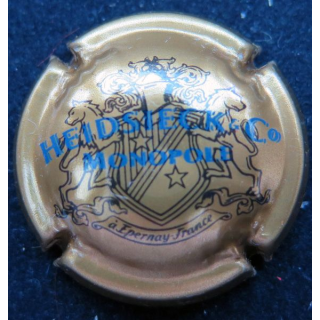 HEIDSIECK & Co
MONOPOLE
à Epernay-France